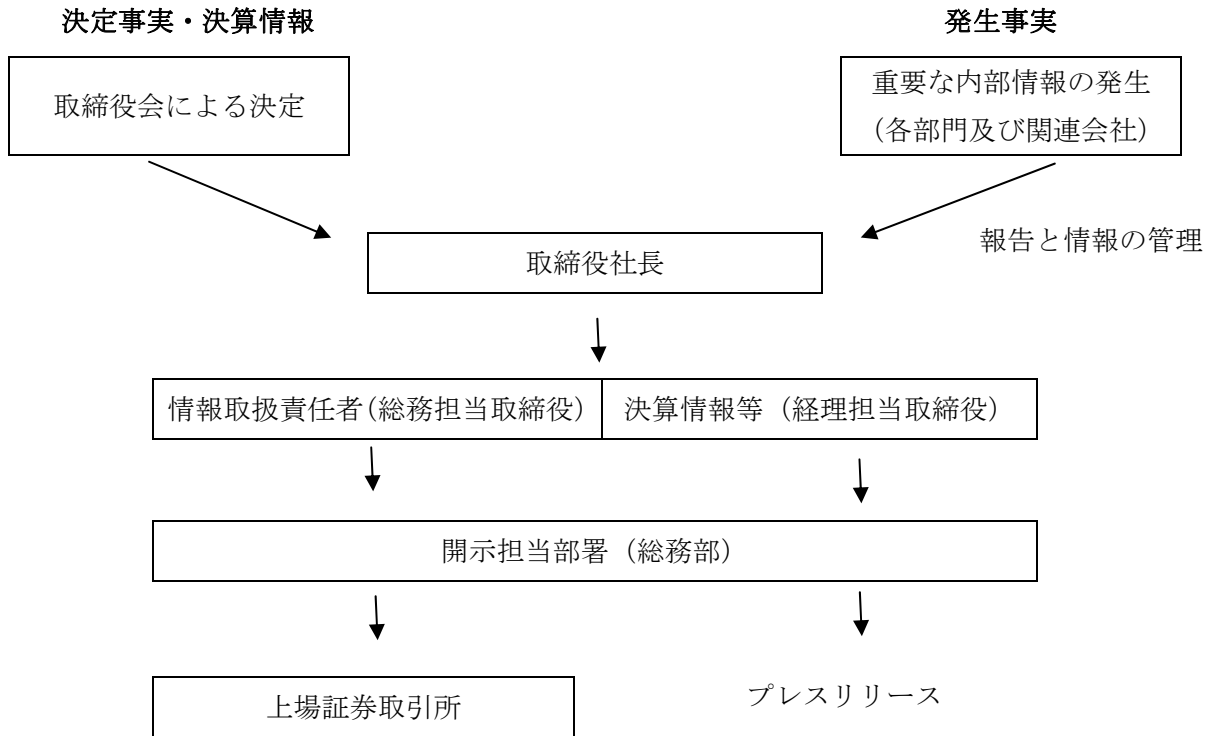 決定事実・決算情報
発生事実
取締役会による決定
重要な内部情報の発生
（各部門及び関連会社）
報告と情報の管理
取締役社長
情報取扱責任者（総務担当取締役）
決算情報等（経理担当取締役）
開示担当部署（総務部）
上場証券取引所
プレスリリース